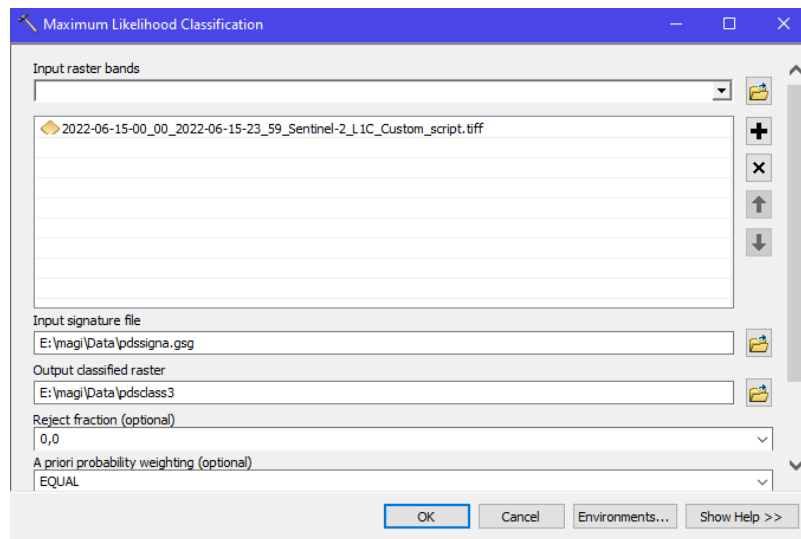 Maximum Likelihood Classification
Input raster bands
2022-06-15-00_00_2022-06-15-23_59_Sentinel-2_L1C_Custom_script.tiff
Input signature file
E:\magi\Data\pdssigna.gsg
Output classified raster
E:\magi\Data\pdsclass3
Reject fraction (optional)
0,0
A priori probability weighting (optional)
EQUAL
OK Cancel Environments... Show Help >>